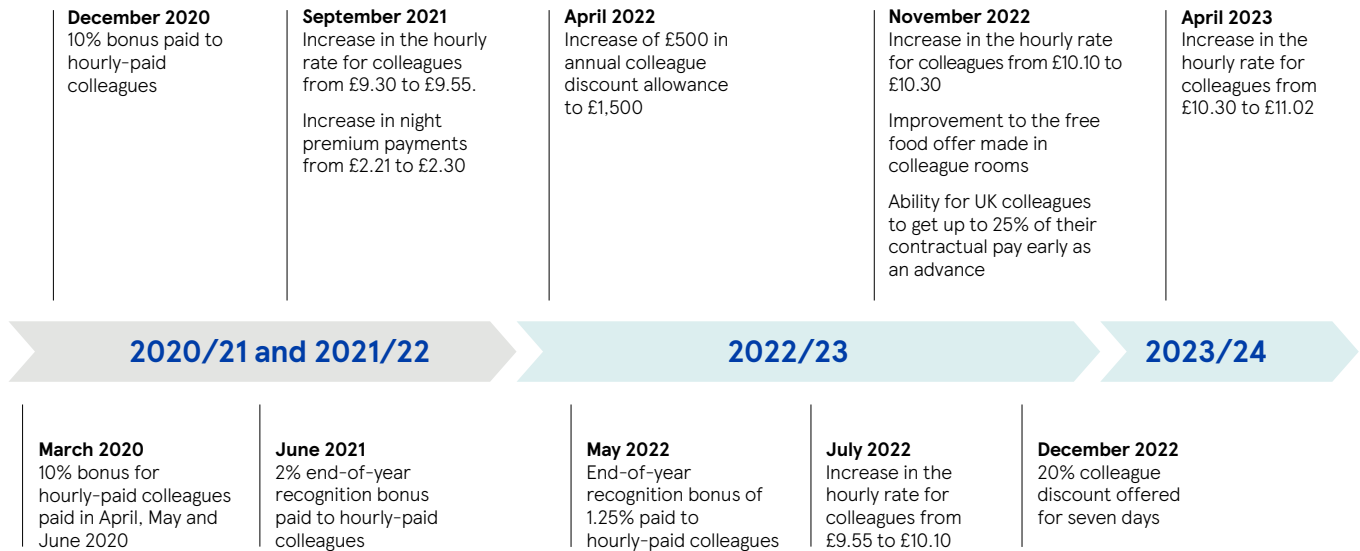 December 2020
10% bonus paid to
hourly-paid
colleagues
September 2021
Increase in the hourly
rate for colleagues
from £9.30 to £9.55.
Increase in night
premium payments
from £2.21 to £2.30
April 2022
Increase of £500 in
annual colleague
discount allowance
to £1,500
November 2022
Increase in the hourly rate
for colleagues from £10.10 to
£10.30
Improvement to the free
food offer made in
colleague rooms
Ability for UK colleagues
to get up to 25% of their
contractual pay early as
an advance
April 2023
Increase in the
hourly rate for
colleagues from
£10.30 to £11.02
2020/21 and 2021/22
2022/23
2023/24
March 2020
10% bonus for
hourly-paid colleagues
paid in April, May and
June 2020
June 2021
2% end-of-year
recognition bonus
paid to hourly-paid
colleagues
May 2022
End-of-year
recognition bonus of
1.25% paid to
hourly-paid colleagues
July 2022
Increase in the
hourly rate for
colleagues from
£9.55 to £10.10
December 2022
20% colleague
discount offered
for seven days